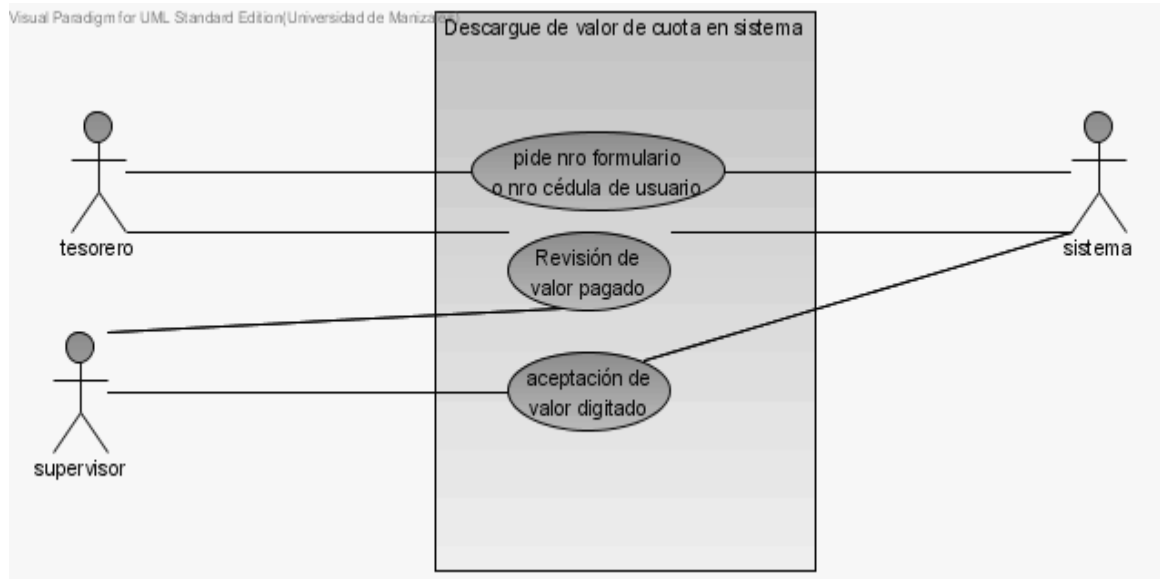 Visual Paradigm for UML Standard Edition(Universidad de Manizales)
Descargue de valor de cuota en sistema
pide nro formulario
o nro cédula de usuario
tesorero
sistema
Revisión de
valor pagado
aceptación de
valor digitado
supervisor